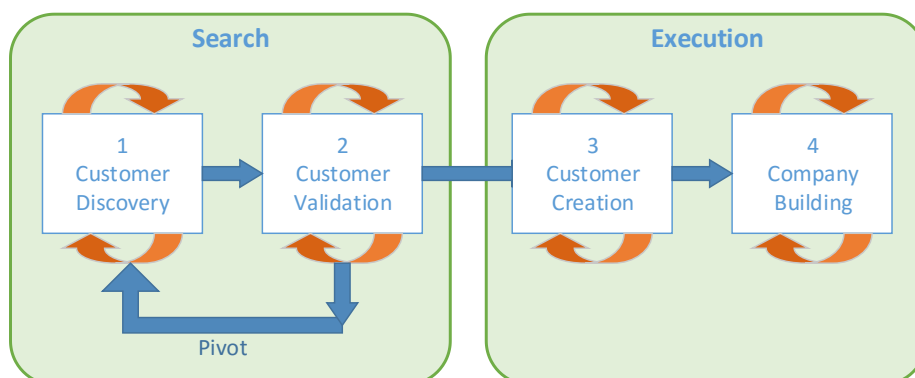 Search
Execution
1
Customer
Discovery
2
Customer
Validation
3
Customer
Creation
4
Company
Building
Pivot